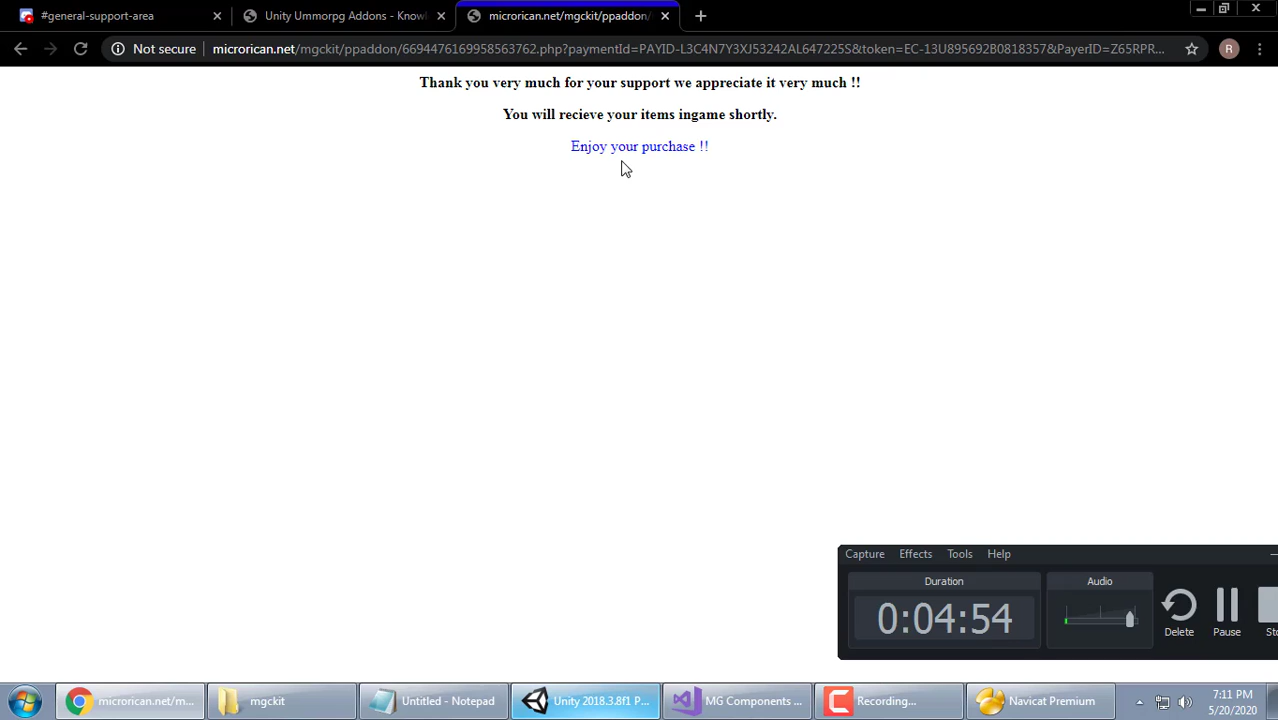 #general-support-area
Unity Ummorpg Addons - Knowl
microrican.net/mgckit/ppaddon/
Not secure
microrican.net/mgckit/ppaddon/6694476169958563762.php?paymentId=PAYID-L3C4N7Y3XJ53242AL647225S&token=EC-13U895692B0818357&PayerID=Z65RPR...
R
Thank you very much for your support we appreciate it very much !!
You will recieve your items ingame shortly.
Enjoy your purchase !!
Capture Effects Tools Help
Duration
Audio
0:04:54
Delete
Pause
Sto
microrican.net/m...
mgckit
Untitled - Notepad
Unity 2018.3.8f1 P...
MG Components ...
Recording...
Navicat Premium
7:11 PM
5/20/2020